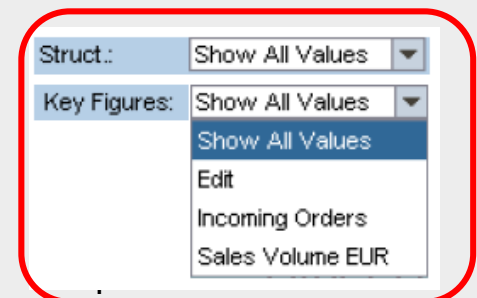 Struct.: Show All Values
Key Figures: Show All Values
Show All Values
Edit
Incoming Orders
Sales Volume EUR